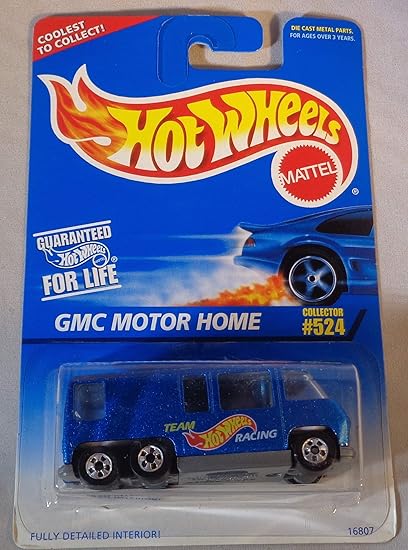 COOLEST
TO COLLECT!
DIE CAST METAL PARTS.
FOR AGES OVER 3 YEARS.
Hot Wheels
MATTEL
®
GUARANTEED
Hot Wheels
FOR LIFE
GMC MOTOR HOME
COLLECTOR
#524
TEAM
Hot Wheels
RACING
FULLY DETAILED INTERIOR!
16807